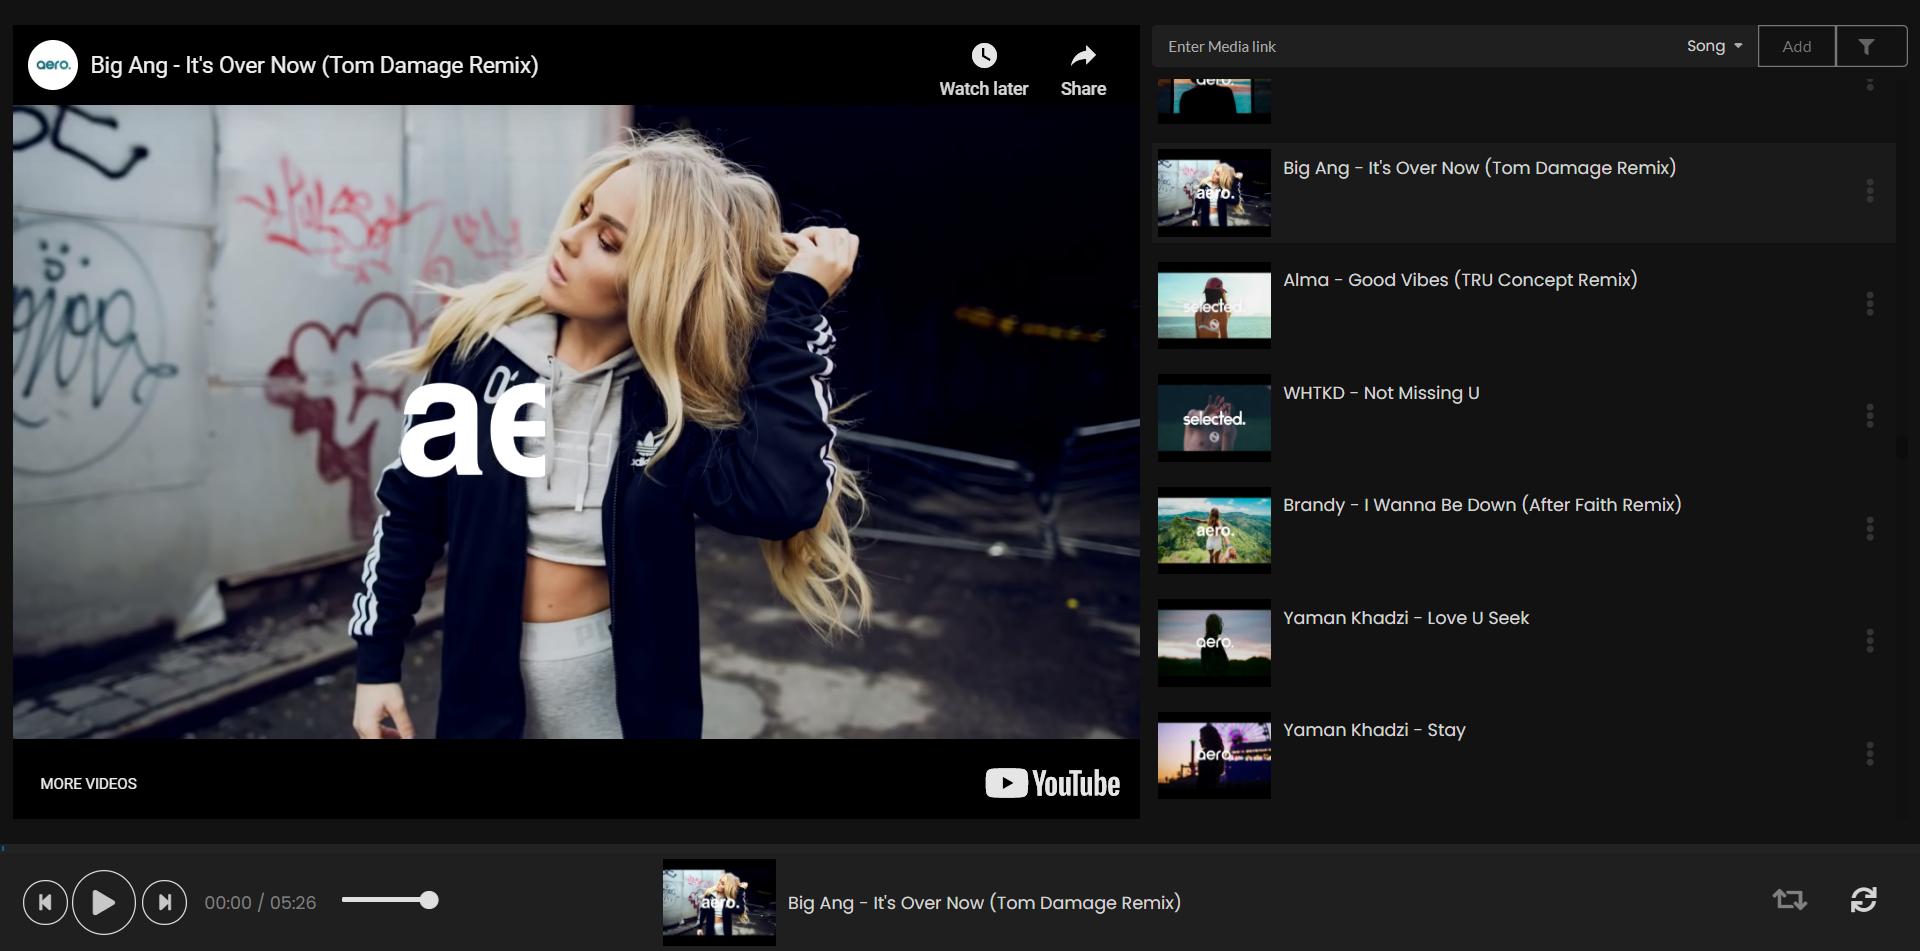 aero.
Big Ang - It's Over Now (Tom Damage Remix)
Watch later
Share
ae
MORE VIDEOS
YouTube
Enter Media link
Song
Add
aero.
aero.
Big Ang - It's Over Now (Tom Damage Remix)
selected.
Alma - Good Vibes (TRU Concept Remix)
selected.
WHTKD - Not Missing U
aero.
Brandy - I Wanna Be Down (After Faith Remix)
aero.
Yaman Khadzi - Love U Seek
aero.
Yaman Khadzi - Stay
00:00 / 05:26
aero.
Big Ang - It's Over Now (Tom Damage Remix)